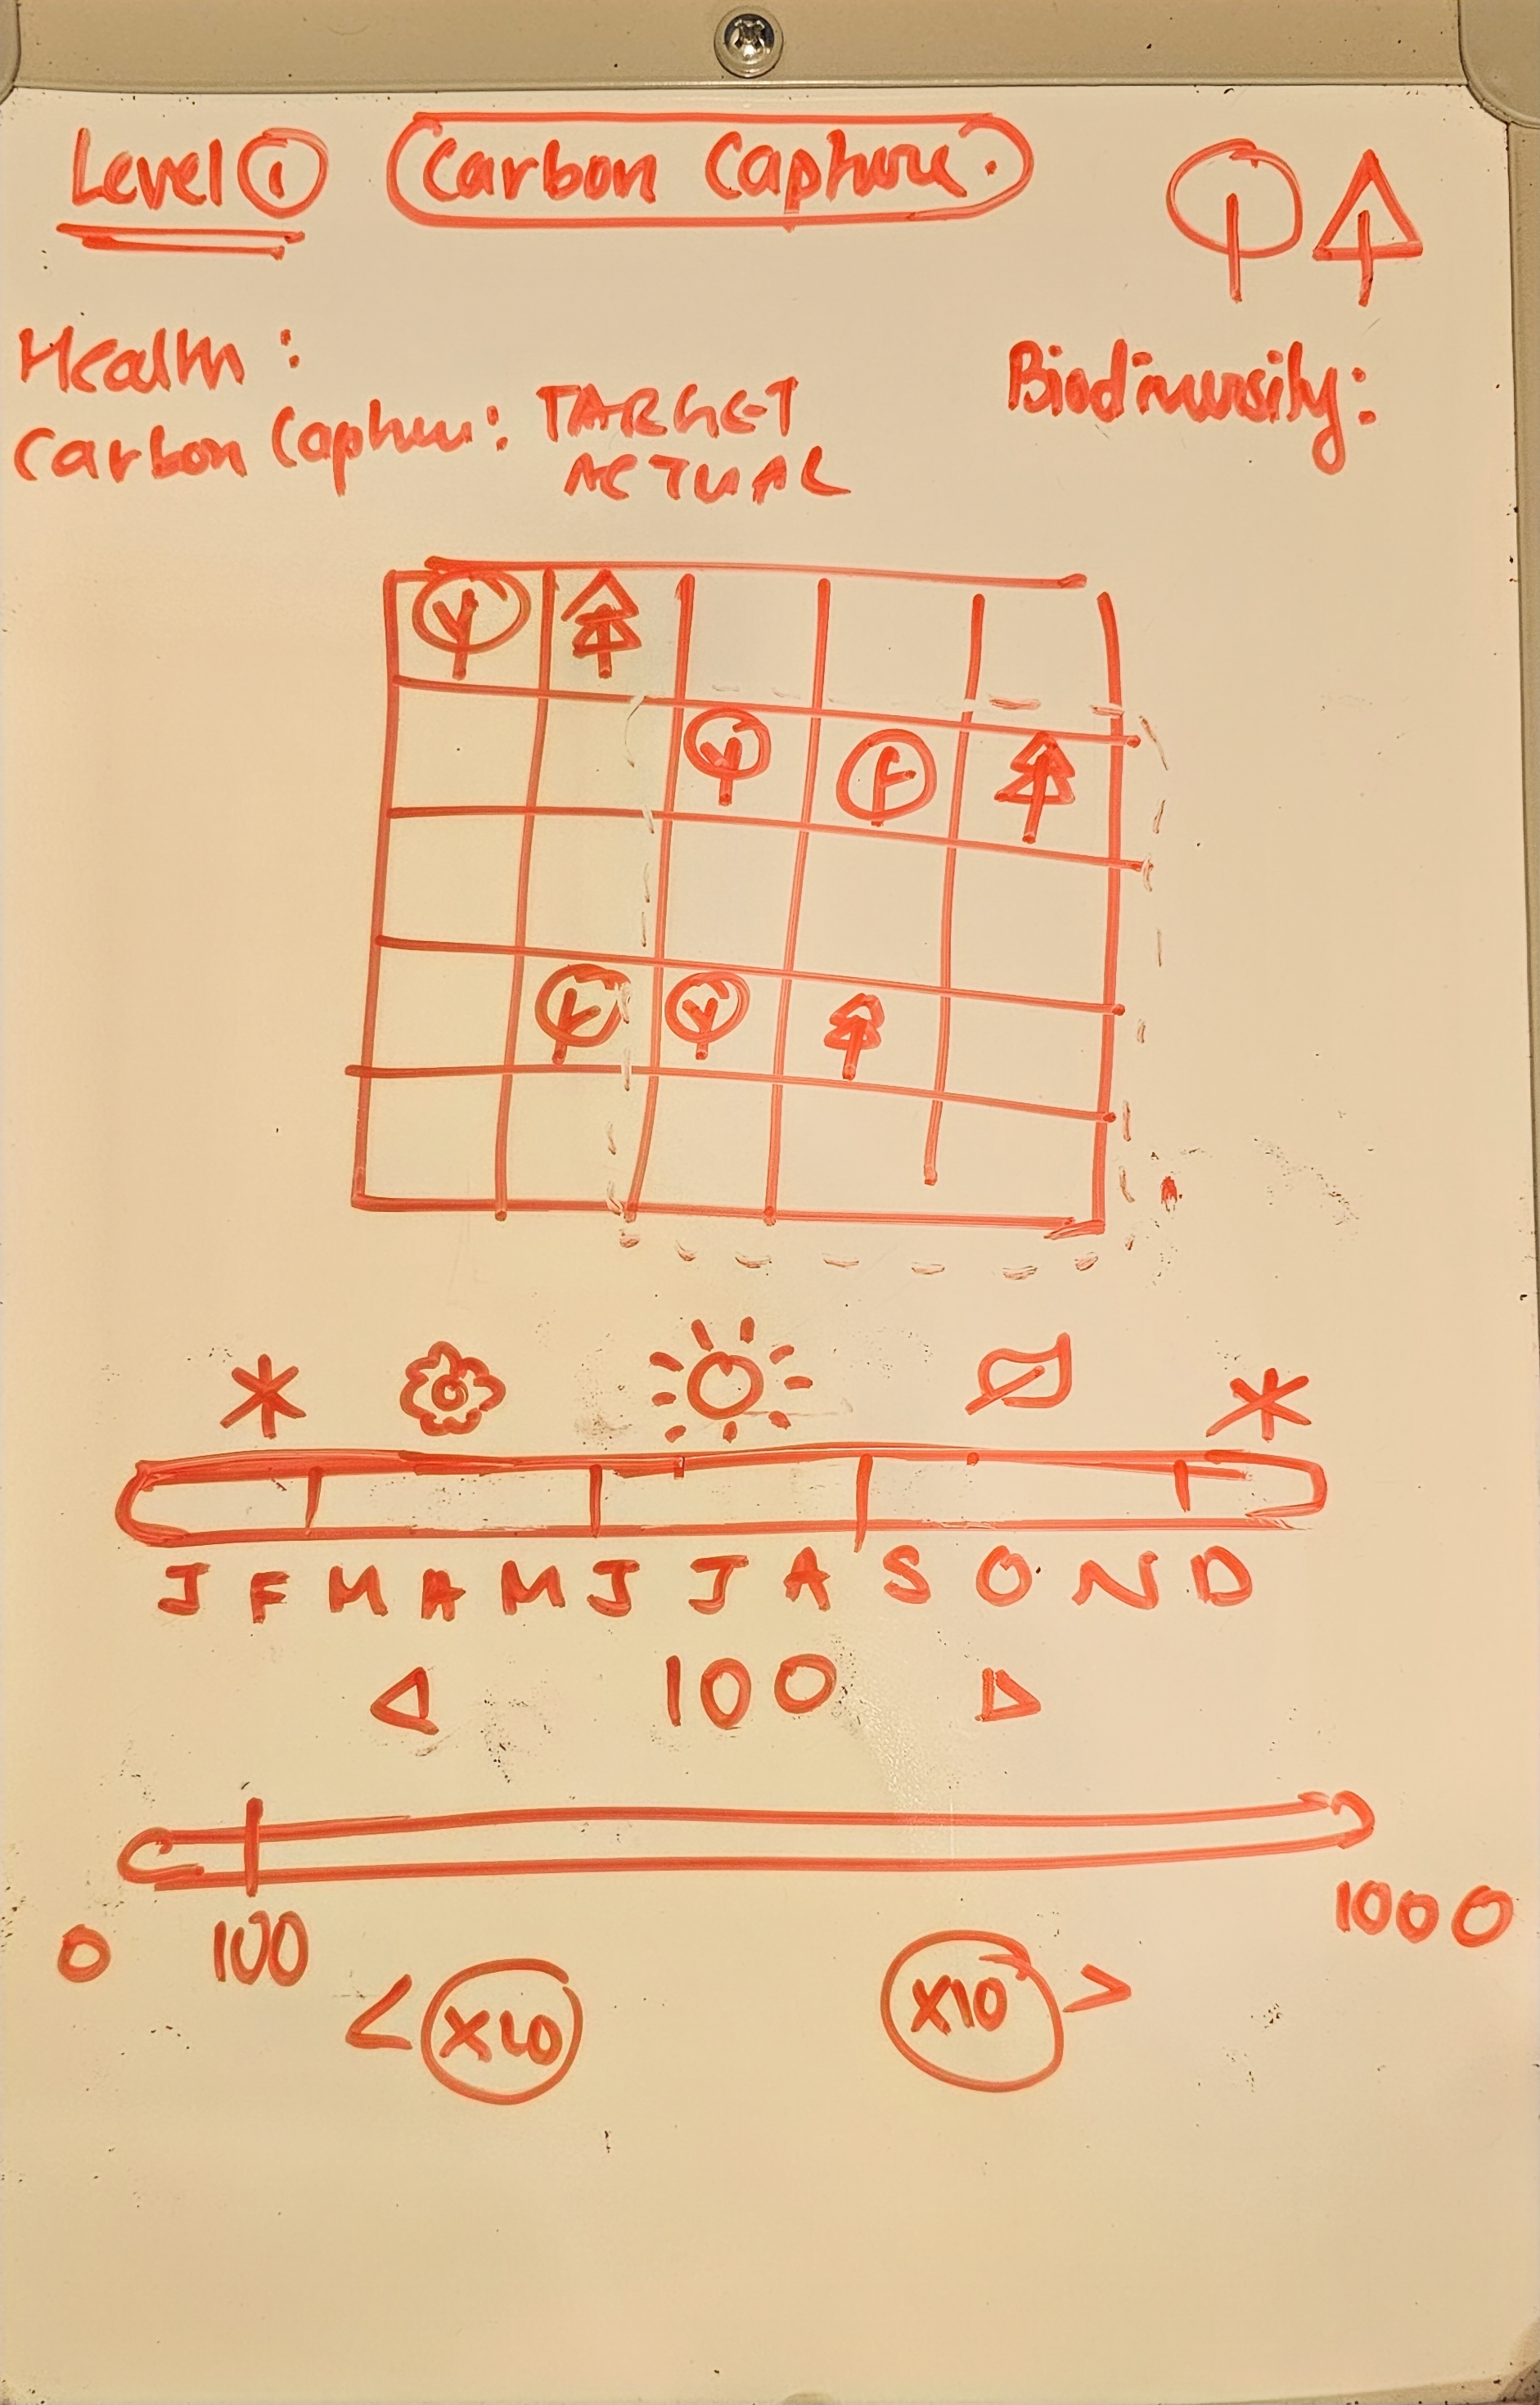 Level 1 Carbon Capture.
Health :
Biodiversity:
Carbon Capture: TARGET
ACTUAL
J F M A M J J A S O N D
100
0 100 1000
< x10 x10 >